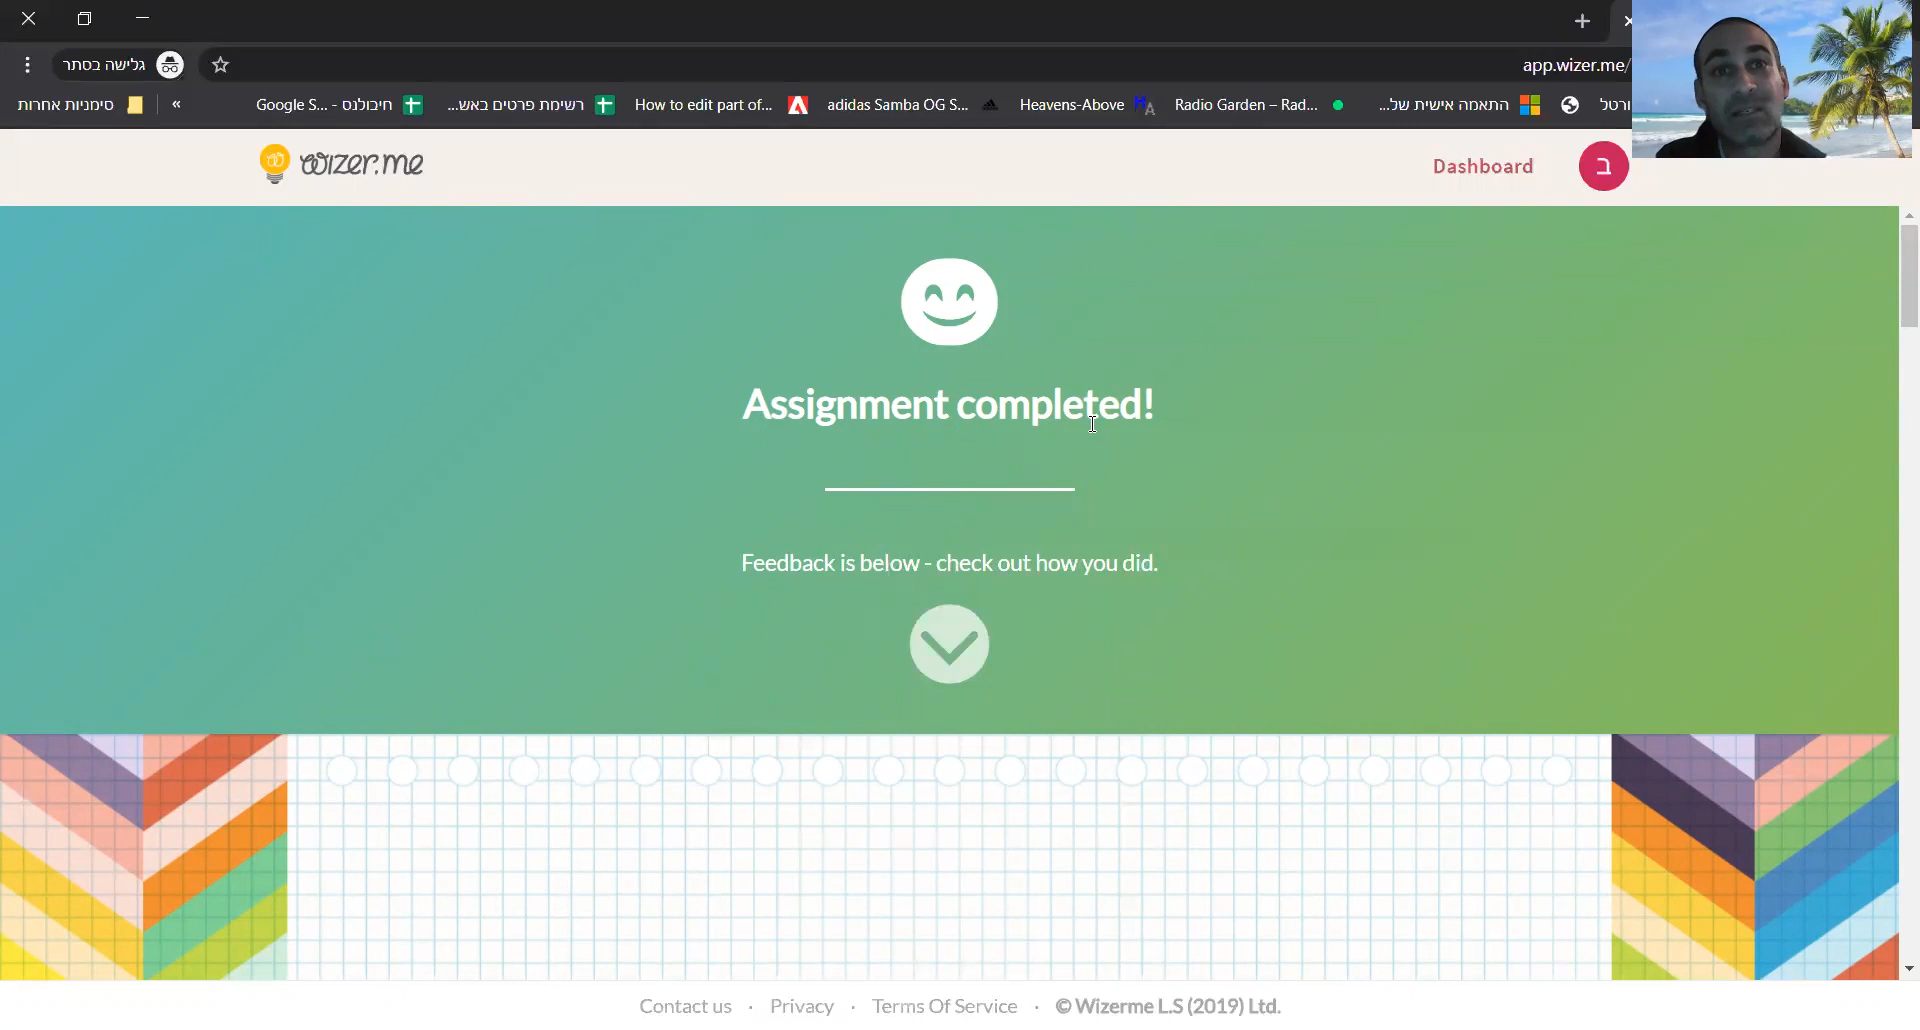 גלישה בסתר
app.wizer.me/
סימניות אחרות
»
חיבולנס - Google S...
רשימת פרטים באש...
How to edit part of...
adidas Samba OG S...
Heavens-Above
Radio Garden – Rad...
התאמה אישית של...
ורטל
wizer.me
Dashboard
ב
Assignment completed!
Feedback is below - check out how you did.
Contact us · Privacy · Terms Of Service · © Wizerme L.S (2019) Ltd.